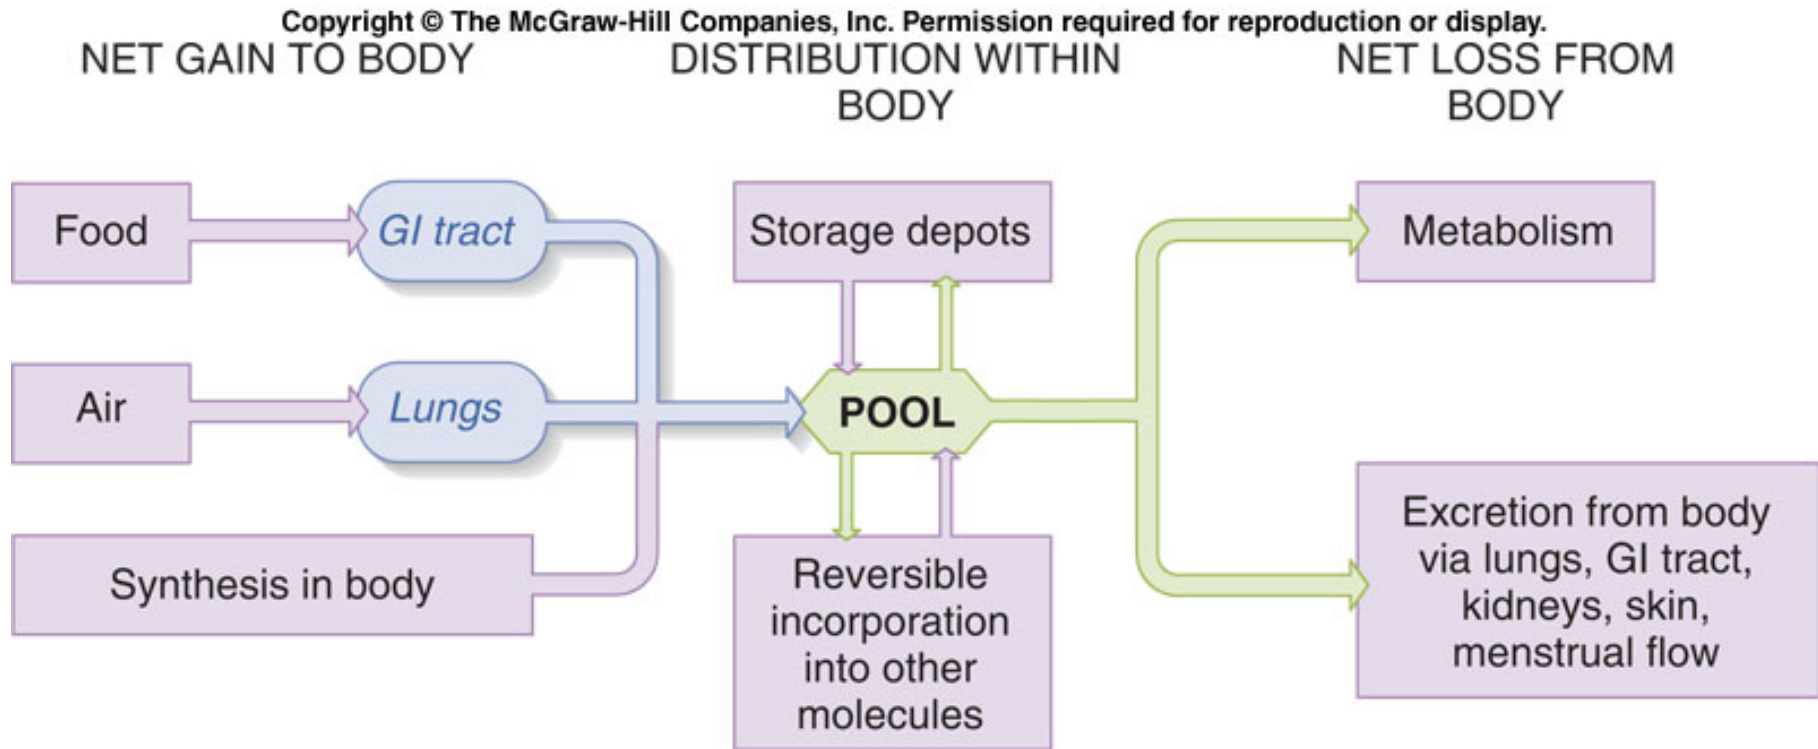 Copyright © The McGraw-Hill Companies, Inc. Permission required for reproduction or display.
NET GAIN TO BODY
DISTRIBUTION WITHIN
BODY
NET LOSS FROM
BODY
Food
GI tract
Storage depots
Metabolism
Air
Lungs
POOL
Synthesis in body
Reversible
incorporation
into other
molecules
Excretion from body
via lungs, GI tract,
kidneys, skin,
menstrual flow